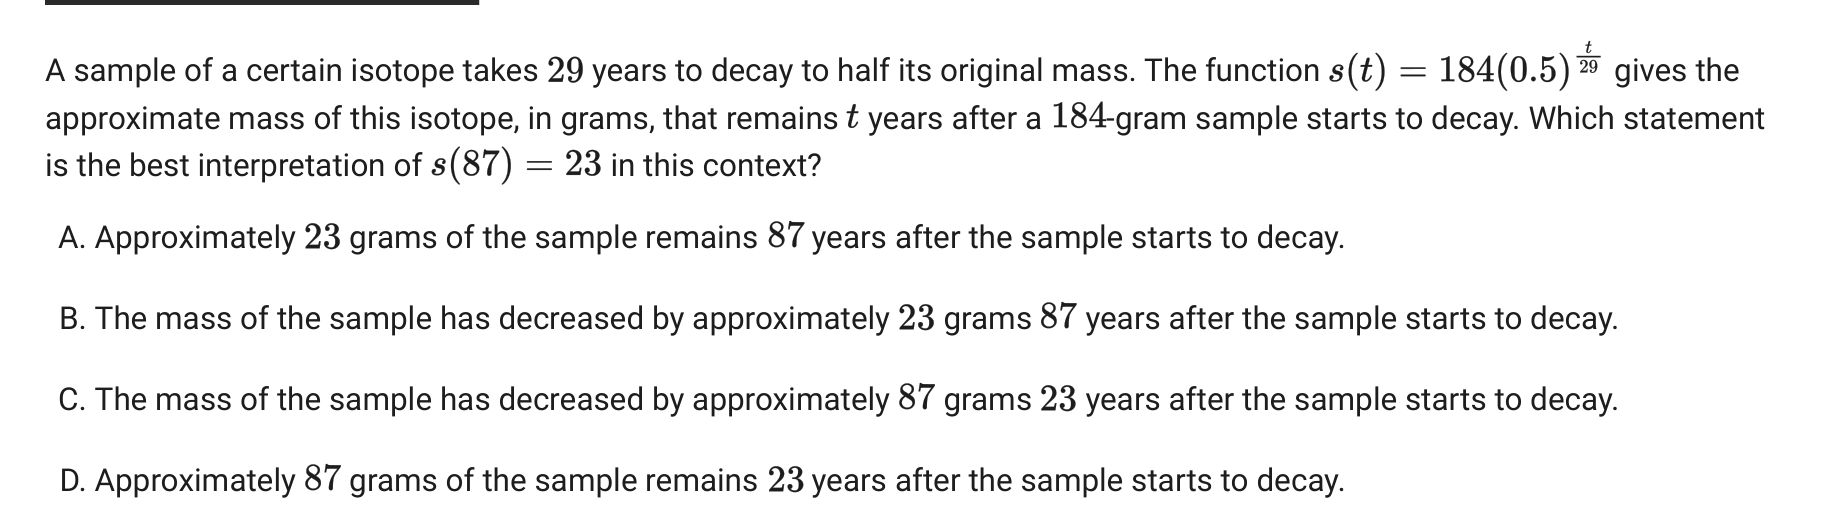 A sample of a certain isotope takes 29 years to decay to half its original mass. The function s(t) = 184(0.5)^(t/29) gives the
approximate mass of this isotope, in grams, that remains t years after a 184-gram sample starts to decay. Which statement
is the best interpretation of s(87) = 23 in this context?
A. Approximately 23 grams of the sample remains 87 years after the sample starts to decay.
B. The mass of the sample has decreased by approximately 23 grams 87 years after the sample starts to decay.
C. The mass of the sample has decreased by approximately 87 grams 23 years after the sample starts to decay.
D. Approximately 87 grams of the sample remains 23 years after the sample starts to decay.